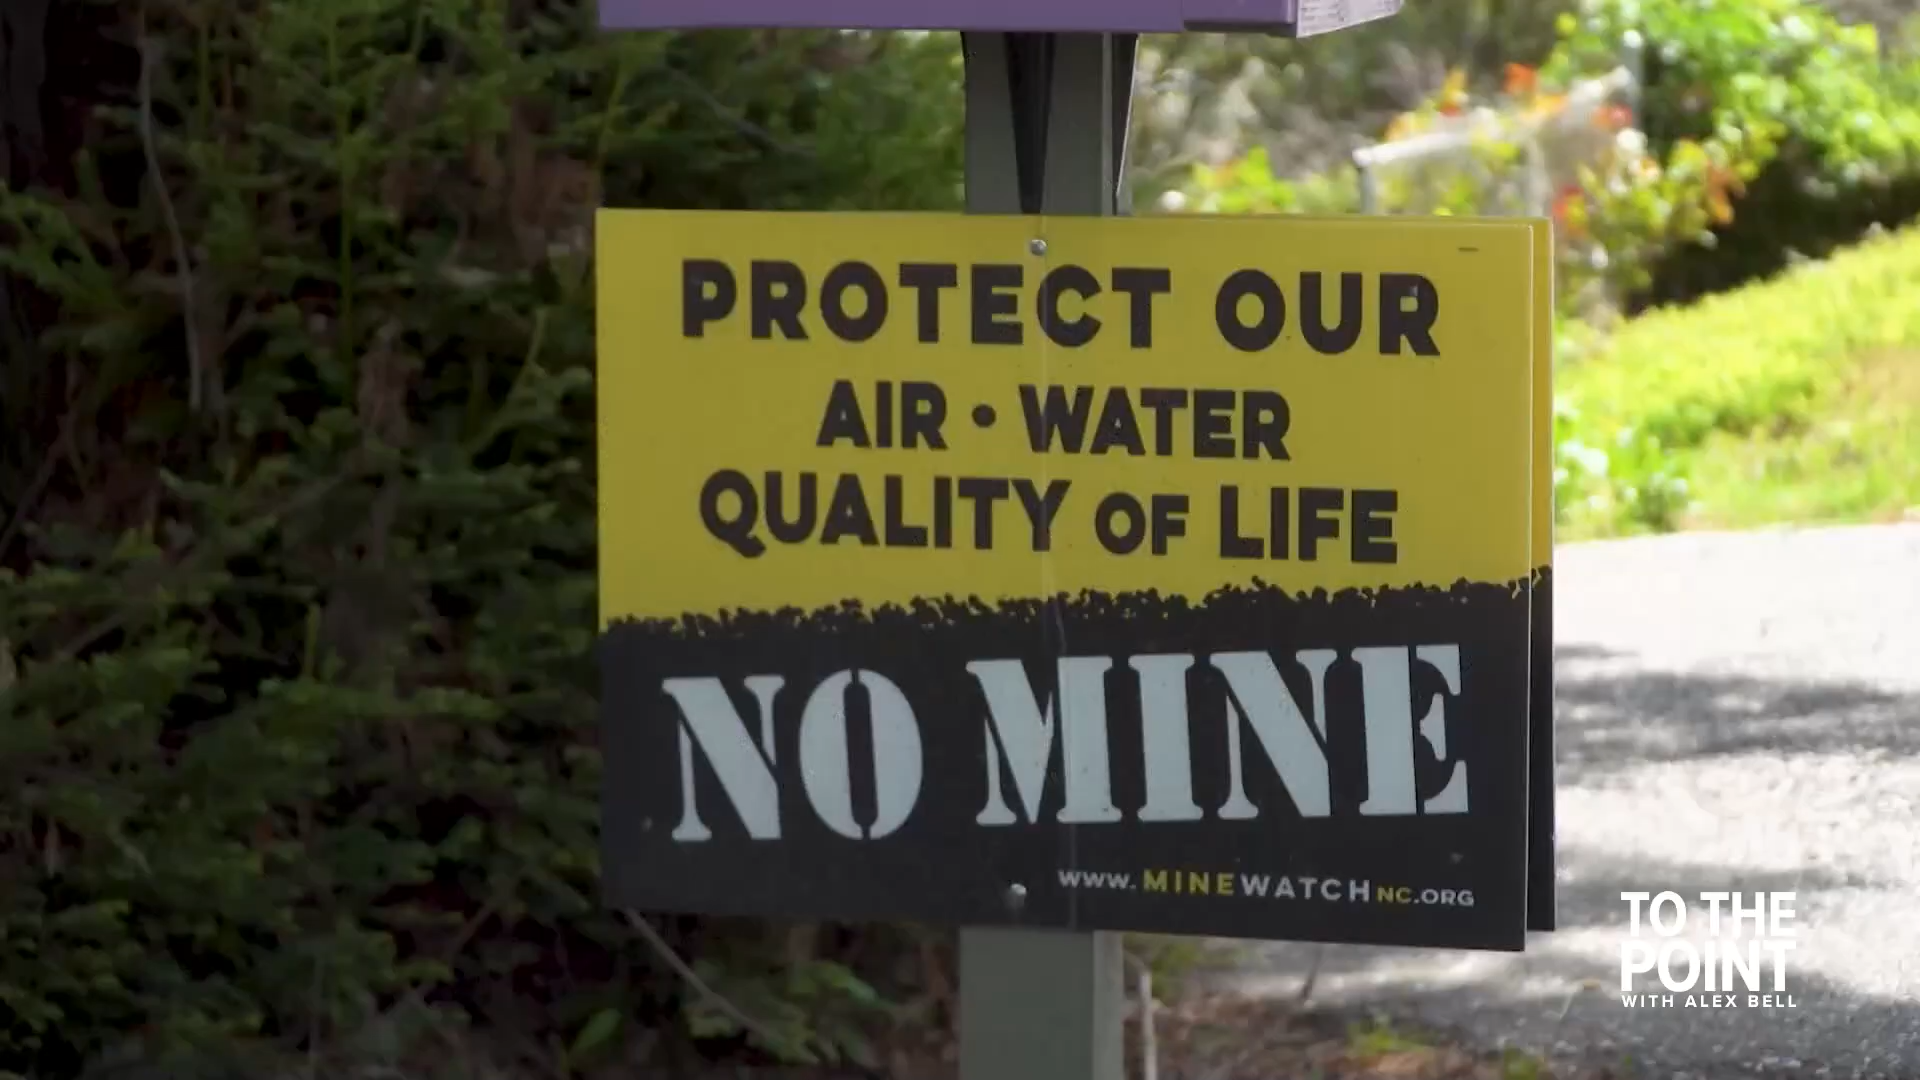 PROTECT OUR
AIR • WATER
QUALITY OF LIFE
NO MINE
WWW.MINEWATCHNC.ORG
TO THE
POINT
WITH ALEX BELL